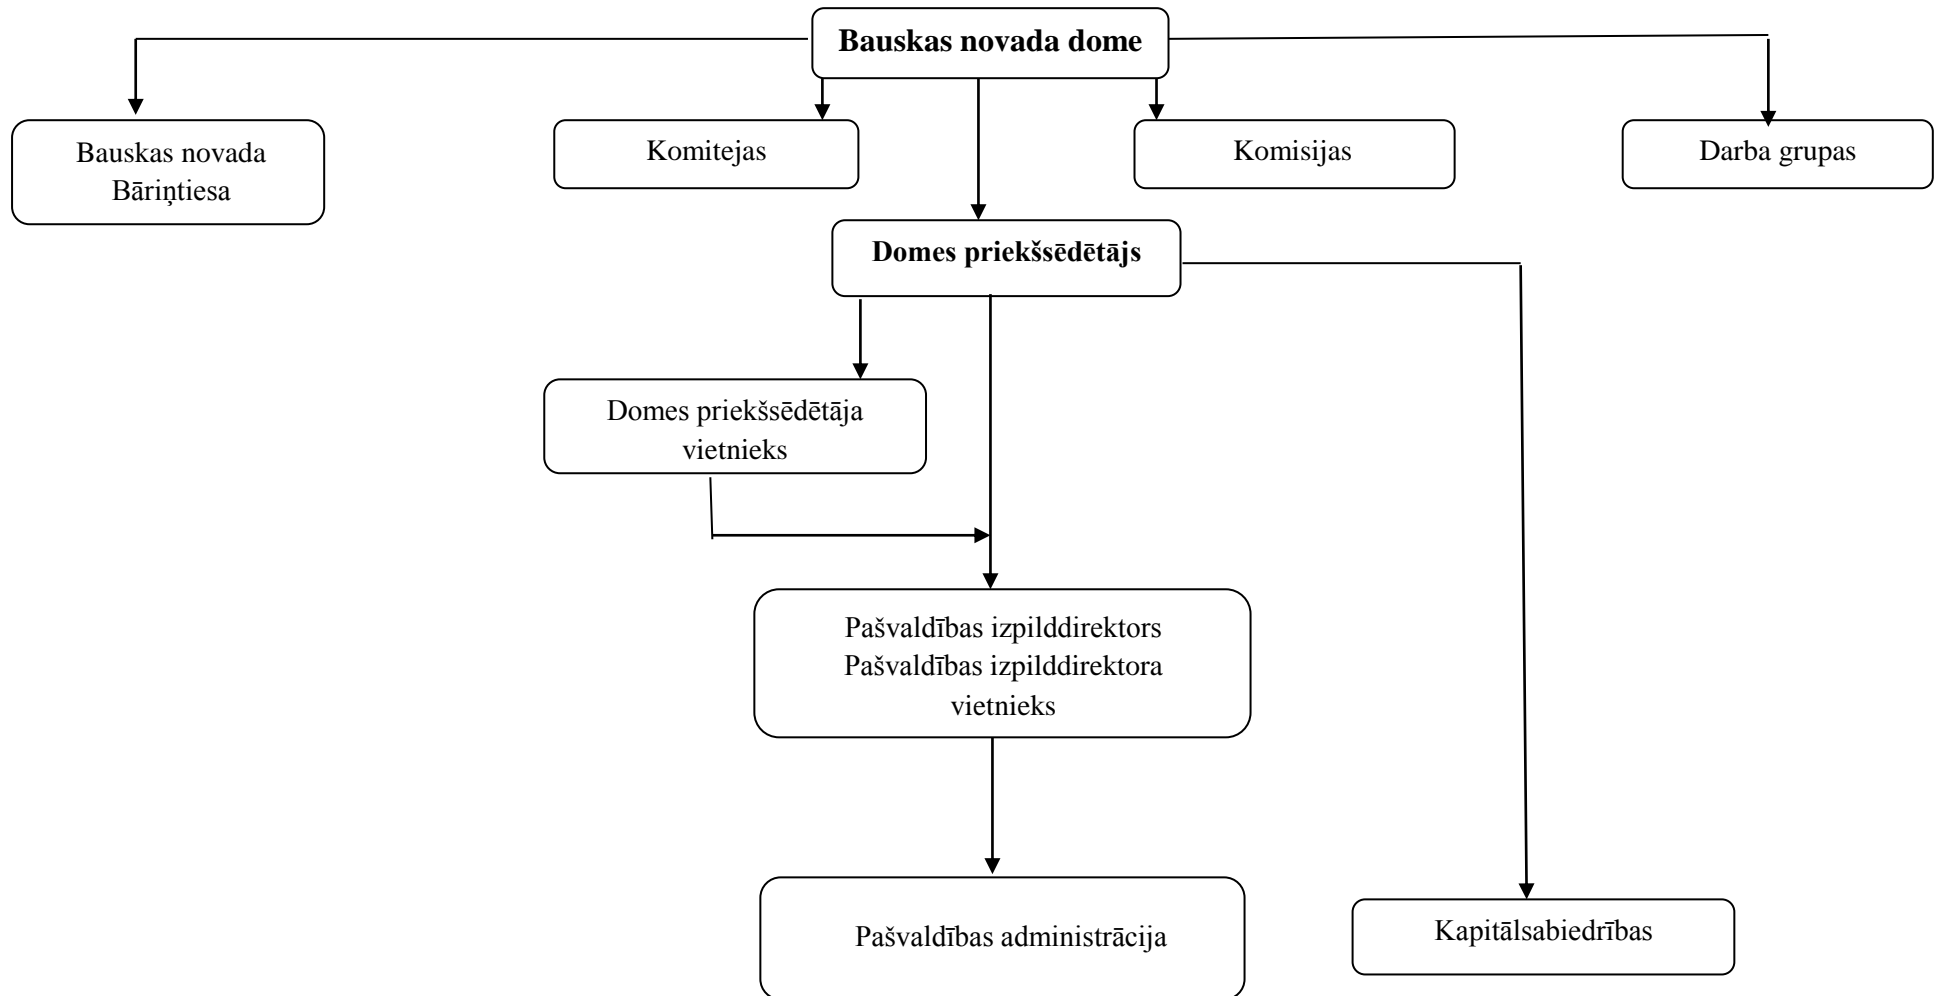 Bauskas novada dome
Bauskas novada
Bāriņtiesa
Komitejas
Komisijas
Darba grupas
Domes priekšsēdētājs
Domes priekšsēdētāja
vietnieks
Pašvaldības izpilddirektors
Pašvaldības izpilddirektora
vietnieks
Pašvaldības administrācija
Kapitālsabiedrības